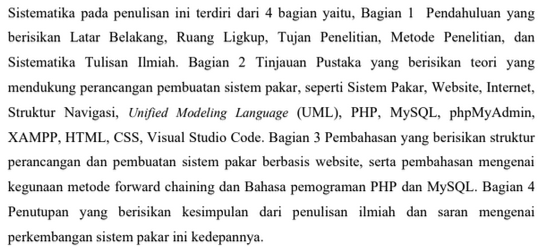 Sistematika pada penulisan ini terdiri dari 4 bagian yaitu, Bagian 1 Pendahuluan yang
berisikan Latar Belakang, Ruang Ligkup, Tujan Penelitian, Metode Penelitian, dan
Sistematika Tulisan Ilmiah. Bagian 2 Tinjauan Pustaka yang berisikan teori yang
mendukung perancangan pembuatan sistem pakar, seperti Sistem Pakar, Website, Internet,
Struktur Navigasi, Unified Modeling Language (UML), PHP, MySQL, phpMyAdmin,
XAMPP, HTML, CSS, Visual Studio Code. Bagian 3 Pembahasan yang berisikan struktur
perancangan dan pembuatan sistem pakar berbasis website, serta pembahasan mengenai
kegunaan metode forward chaining dan Bahasa pemograman PHP dan MySQL. Bagian 4
Penutupan yang berisikan kesimpulan dari penulisan ilmiah dan saran mengenai
perkembangan sistem pakar ini kedepannya.